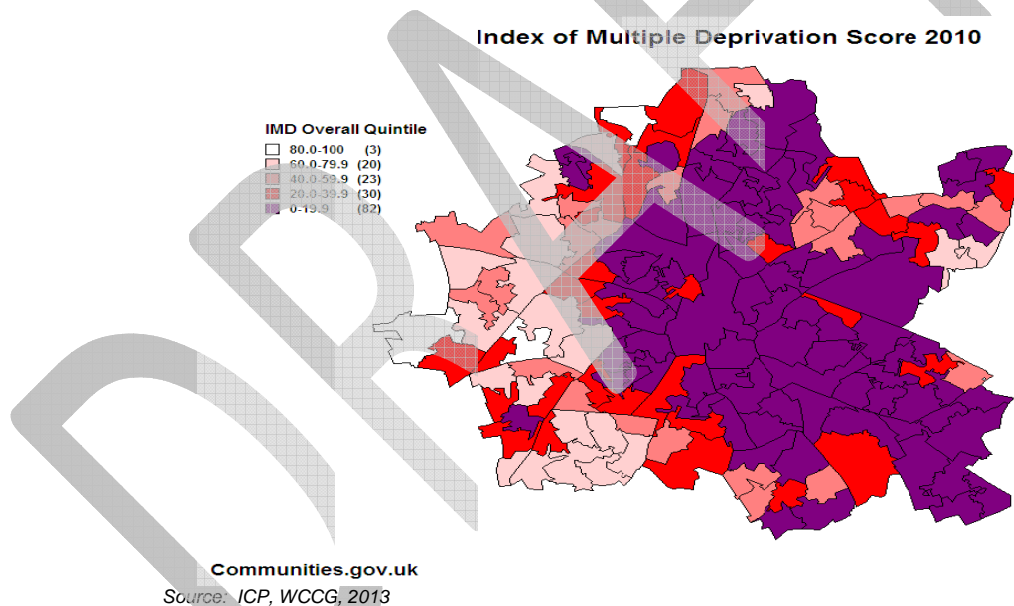 Index of Multiple Deprivation Score 2010
IMD Overall Quintile
80.0-100 (3)
60.0-79.9 (20)
40.0-59.9 (23)
20.0-39.9 (30)
0-19.9 (82)
DRAFT
Communities.gov.uk
Source: ICP, WCCG, 2013